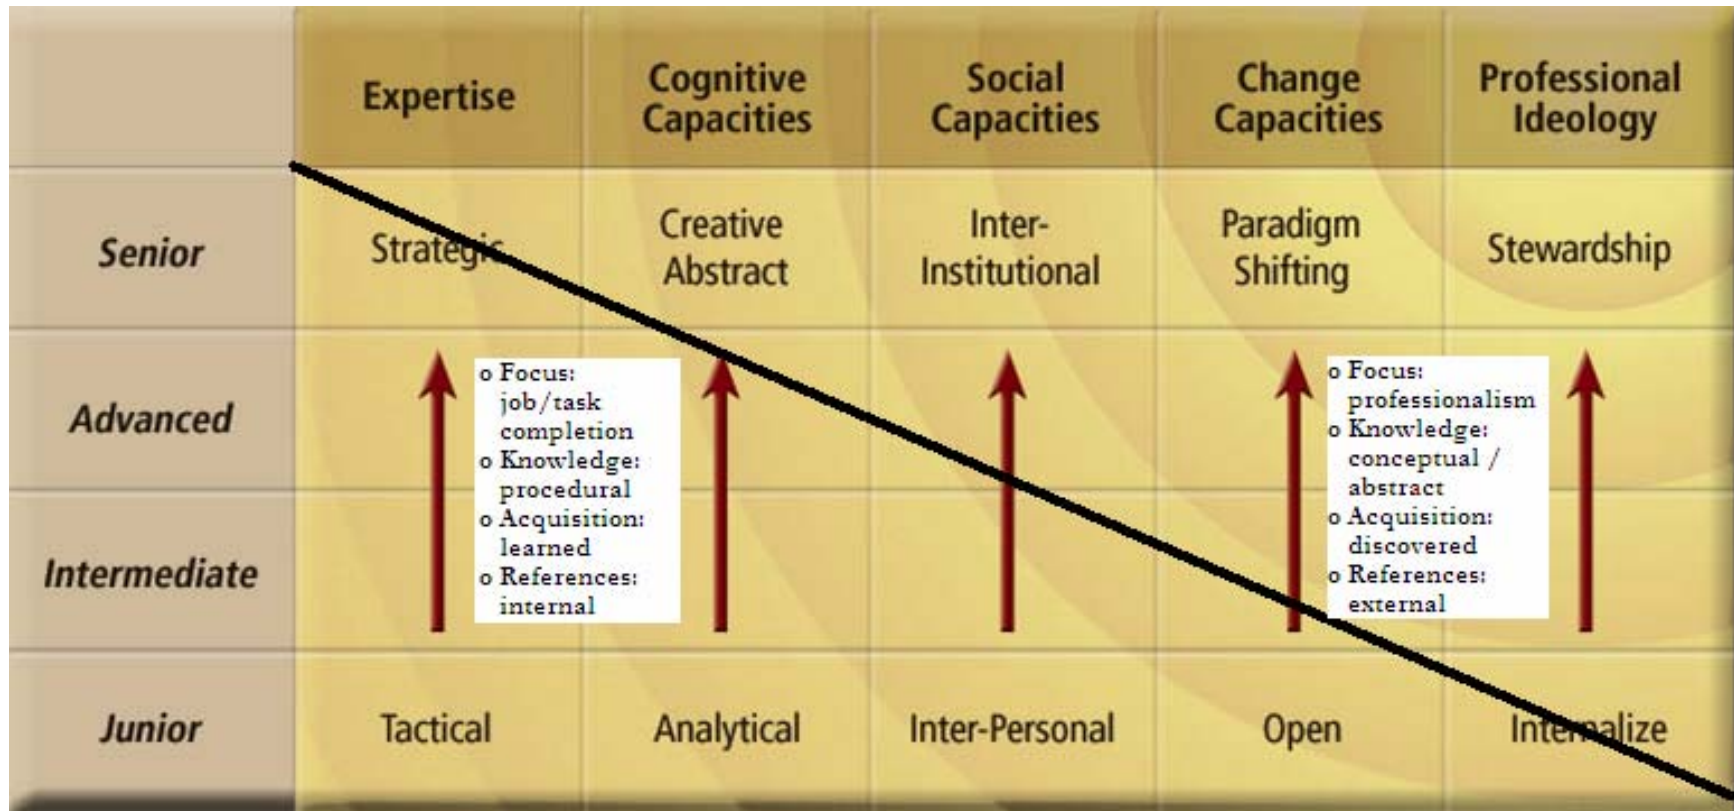 Expertise
Cognitive
Capacities
Social
Capacities
Change
Capacities
Professional
Ideology
Senior
Strategic
Creative
Abstract
Inter-
Institutional
Paradigm
Shifting
Stewardship
Advanced
Intermediate
o Focus:
job/task
completion
o Knowledge:
procedural
o Acquisition:
learned
o References:
internal
o Focus:
professionalism
o Knowledge:
conceptual /
abstract
o Acquisition:
discovered
o References:
external
Junior
Tactical
Analytical
Inter-Personal
Open
Internalize